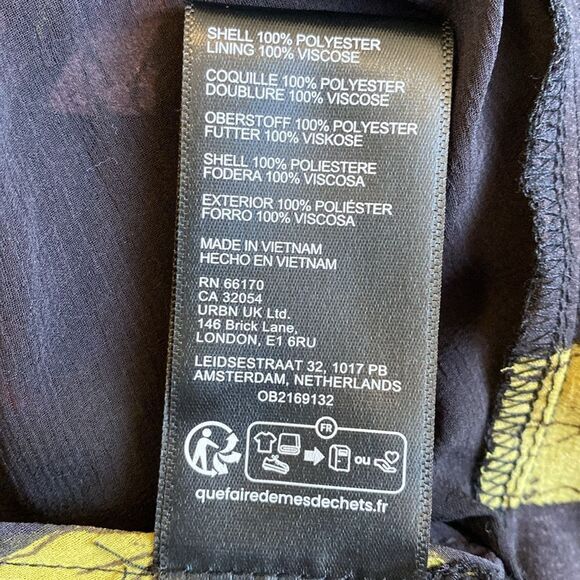 SHELL 100% POLYESTER
LINING 100% VISCOSE
COQUILLE 100% POLYESTER
DOUBLURE 100% VISCOSE
OBERSTOFF 100% POLYESTER
FUTTER 100% VISKOSE
SHELL 100% POLIESTERE
FODERA 100% VISCOSA
EXTERIOR 100% POLIÉSTER
FORRO 100% VISCOSA
MADE IN VIETNAM
HECHO EN VIETNAM
RN 66170
CA 32054
URBN UK Ltd.
146 Brick Lane,
LONDON, E1 6RU
LEIDSESTRAAT 32, 1017 PB
AMSTERDAM, NETHERLANDS
OB2169132
FR
ou
quefairedemesdechets.fr